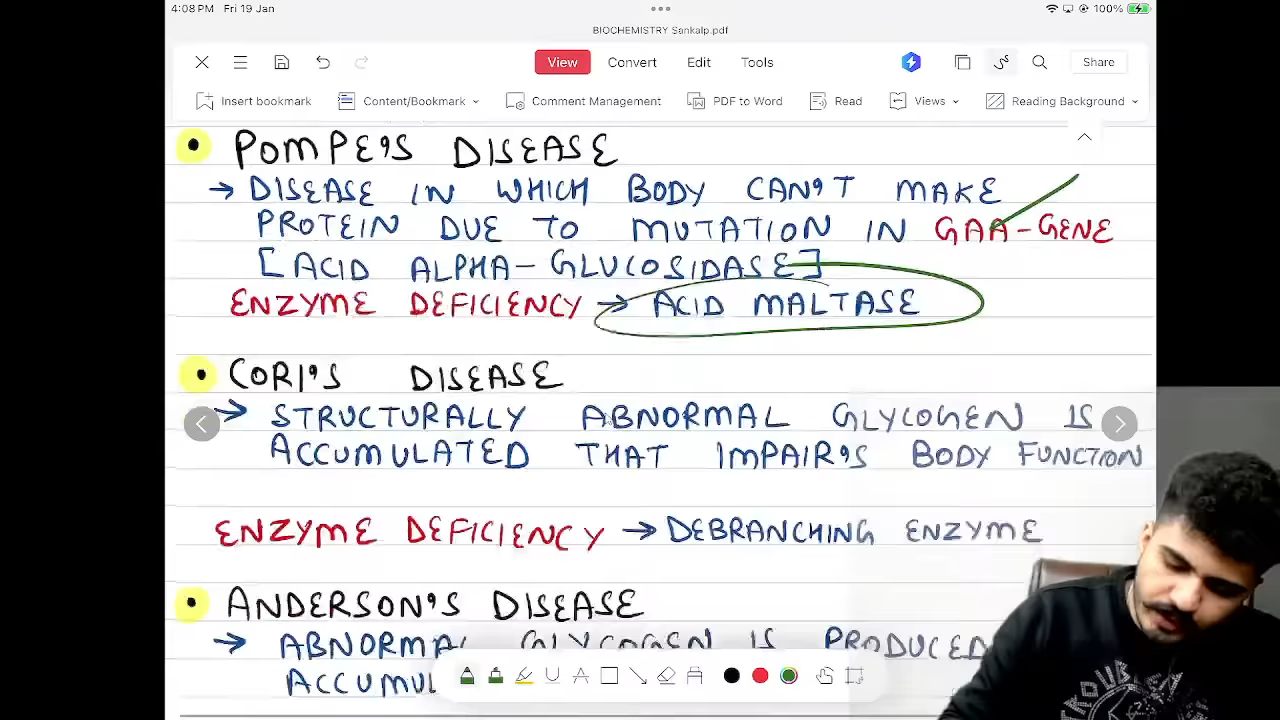 4:08 PM Fri 19 Jan
100%
BIOCHEMISTRY Sankalp.pdf
View Convert Edit Tools Share
Insert bookmark Content/Bookmark Comment Management PDF to Word Read Views Reading Background
• POMPE'S DISEASE
→ DISEASE IN WHICH BODY CAN'T MAKE
PROTEIN DUE TO MUTATION IN GAA-GENE
[ACID ALPHA-GLUCOSIDASE]
ENZYME DEFICIENCY → ACID MALTASE
• CORI'S DISEASE
→ STRUCTURALLY ABNORMAL GLYCOGEN IS
ACCUMULATED THAT IMPAIR'S BODY FUNCTION
ENZYME DEFICIENCY → DEBRANCHING ENZYME
• ANDERSON'S DISEASE
→ ABNORMAL GLYCOGEN IS PRODUCED
ACCUMUL